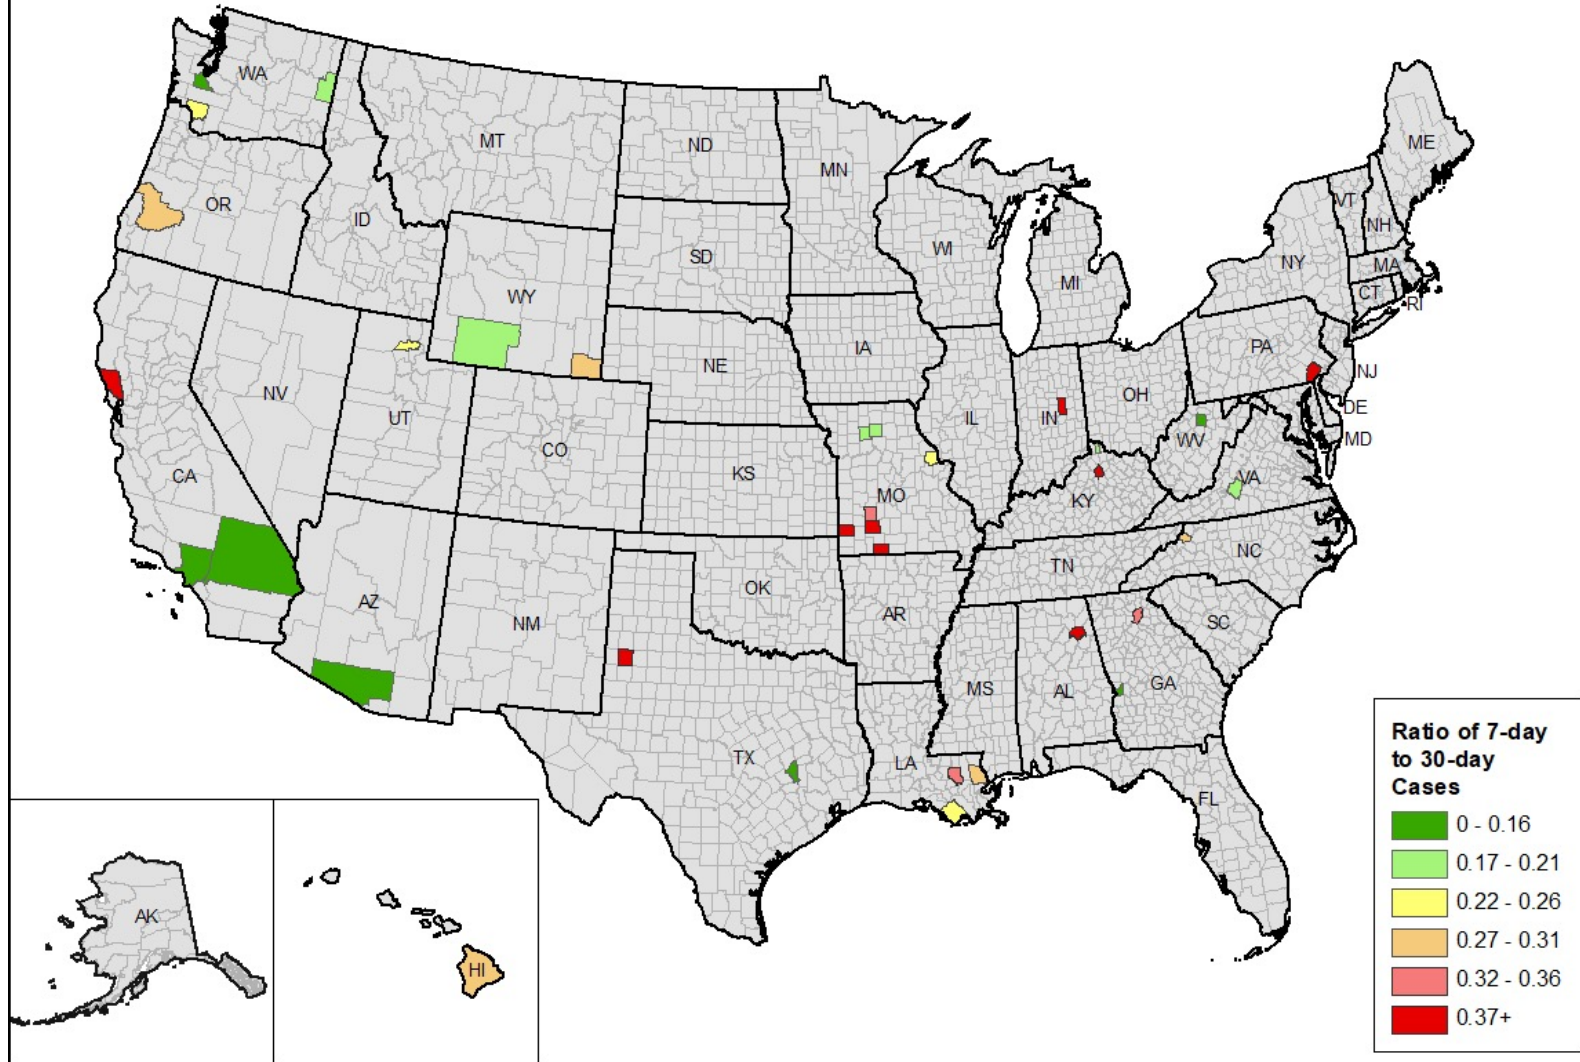 WA
MT
ND
MN
ME
OR
ID
SD
WI
VT
NH
NY
MA
MI
CT
RI
WY
IA
NE
PA
NJ
NV
UT
IL
IN
OH
DE
MD
CO
WV
CA
KS
MO
KY
VA
NC
TN
AZ
OK
NM
AR
SC
MS
AL
GA
TX
LA
FL
AK
HI
Ratio of 7-day
to 30-day
Cases
0 - 0.16
0.17 - 0.21
0.22 - 0.26
0.27 - 0.31
0.32 - 0.36
0.37+